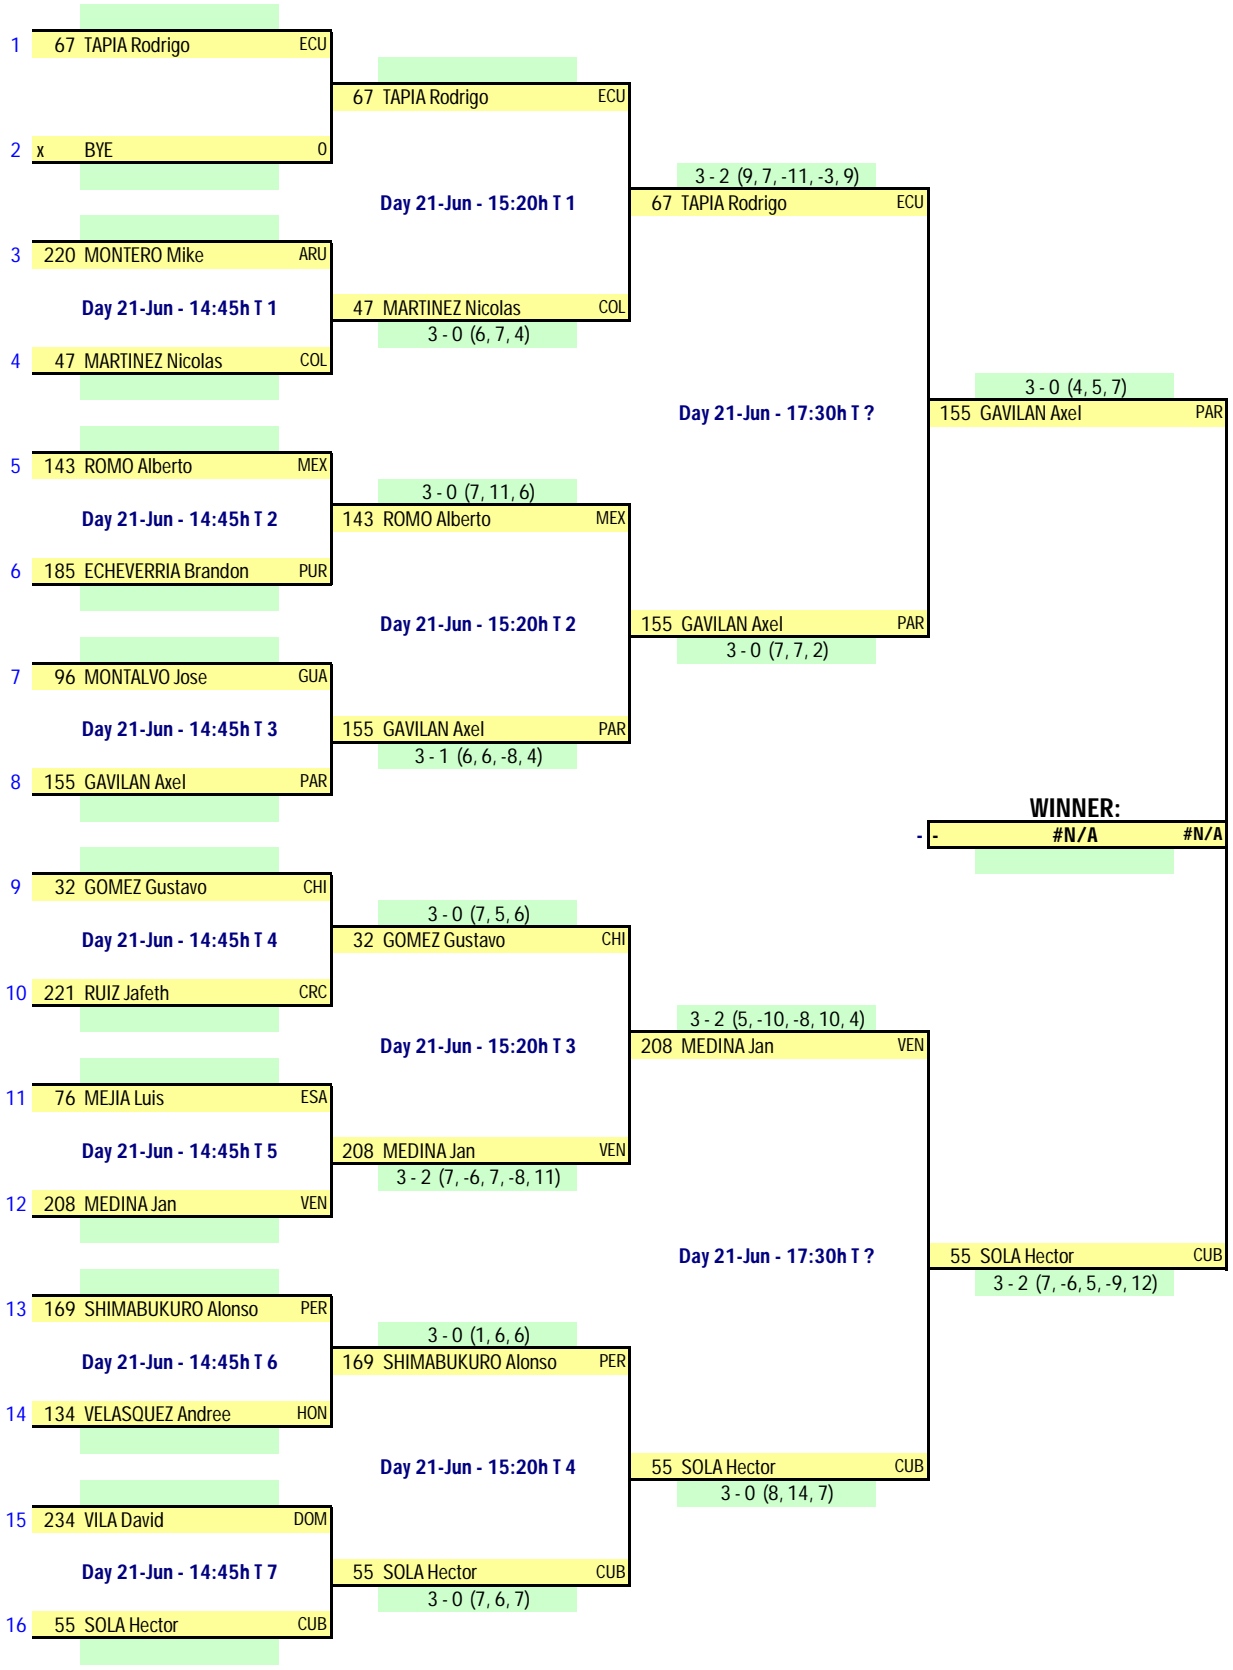 1 67 TAPIA Rodrigo ECU
67 TAPIA Rodrigo ECU
2 x BYE 0
3 - 2 (9, 7, -11, -3, 9)
Day 21-Jun - 15:20h T 1
67 TAPIA Rodrigo ECU
3 220 MONTERO Mike ARU
Day 21-Jun - 14:45h T 1
47 MARTINEZ Nicolas COL
3 - 0 (6, 7, 4)
4 47 MARTINEZ Nicolas COL
3 - 0 (4, 5, 7)
Day 21-Jun - 17:30h T ?
155 GAVILAN Axel PAR
5 143 ROMO Alberto MEX
3 - 0 (7, 11, 6)
Day 21-Jun - 14:45h T 2
143 ROMO Alberto MEX
6 185 ECHEVERRIA Brandon PUR
Day 21-Jun - 15:20h T 2
155 GAVILAN Axel PAR
3 - 0 (7, 7, 2)
7 96 MONTALVO Jose GUA
Day 21-Jun - 14:45h T 3
155 GAVILAN Axel PAR
3 - 1 (6, 6, -8, 4)
8 155 GAVILAN Axel PAR
WINNER:
- - #N/A #N/A
9 32 GOMEZ Gustavo CHI
3 - 0 (7, 5, 6)
Day 21-Jun - 14:45h T 4
32 GOMEZ Gustavo CHI
10 221 RUIZ Jafeth CRC
3 - 2 (5, -10, -8, 10, 4)
Day 21-Jun - 15:20h T 3
208 MEDINA Jan VEN
11 76 MEJIA Luis ESA
Day 21-Jun - 14:45h T 5
208 MEDINA Jan VEN
3 - 2 (7, -6, 7, -8, 11)
12 208 MEDINA Jan VEN
Day 21-Jun - 17:30h T ?
55 SOLA Hector CUB
3 - 2 (7, -6, 5, -9, 12)
13 169 SHIMABUKURO Alonso PER
3 - 0 (1, 6, 6)
Day 21-Jun - 14:45h T 6
169 SHIMABUKURO Alonso PER
14 134 VELASQUEZ Andree HON
Day 21-Jun - 15:20h T 4
55 SOLA Hector CUB
3 - 0 (8, 14, 7)
15 234 VILA David DOM
Day 21-Jun - 14:45h T 7
55 SOLA Hector CUB
3 - 0 (7, 6, 7)
16 55 SOLA Hector CUB